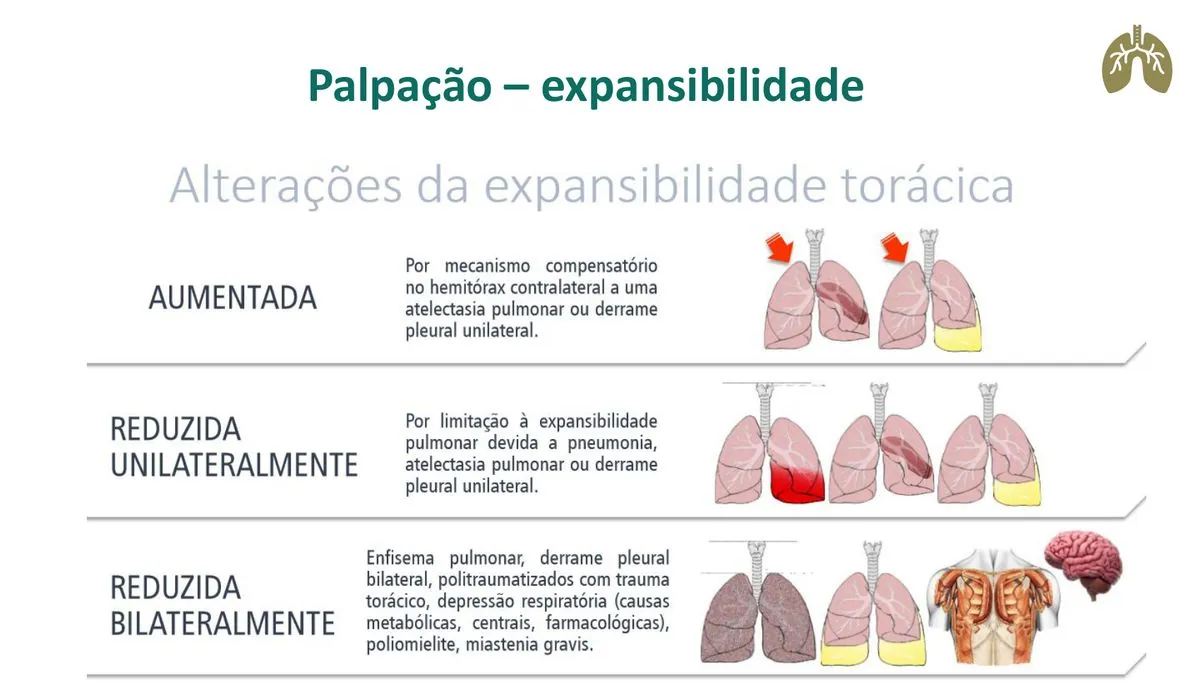 Palpação – expansibilidade
Alterações da expansibilidade torácica
AUMENTADA
Por mecanismo compensatório
no hemitórax contralateral a uma
atelectasia pulmonar ou derrame
pleural unilateral.
REDUZIDA
UNILATERALMENTE
Por limitação à expansibilidade
pulmonar devida a pneumonia,
atelectasia pulmonar ou derrame
pleural unilateral.
REDUZIDA
BILATERALMENTE
Enfisema pulmonar, derrame pleural
bilateral, politraumatizados com trauma
torácico, depressão respiratória (causas
metabólicas, centrais, farmacológicas),
poliomielite, miastenia gravis.